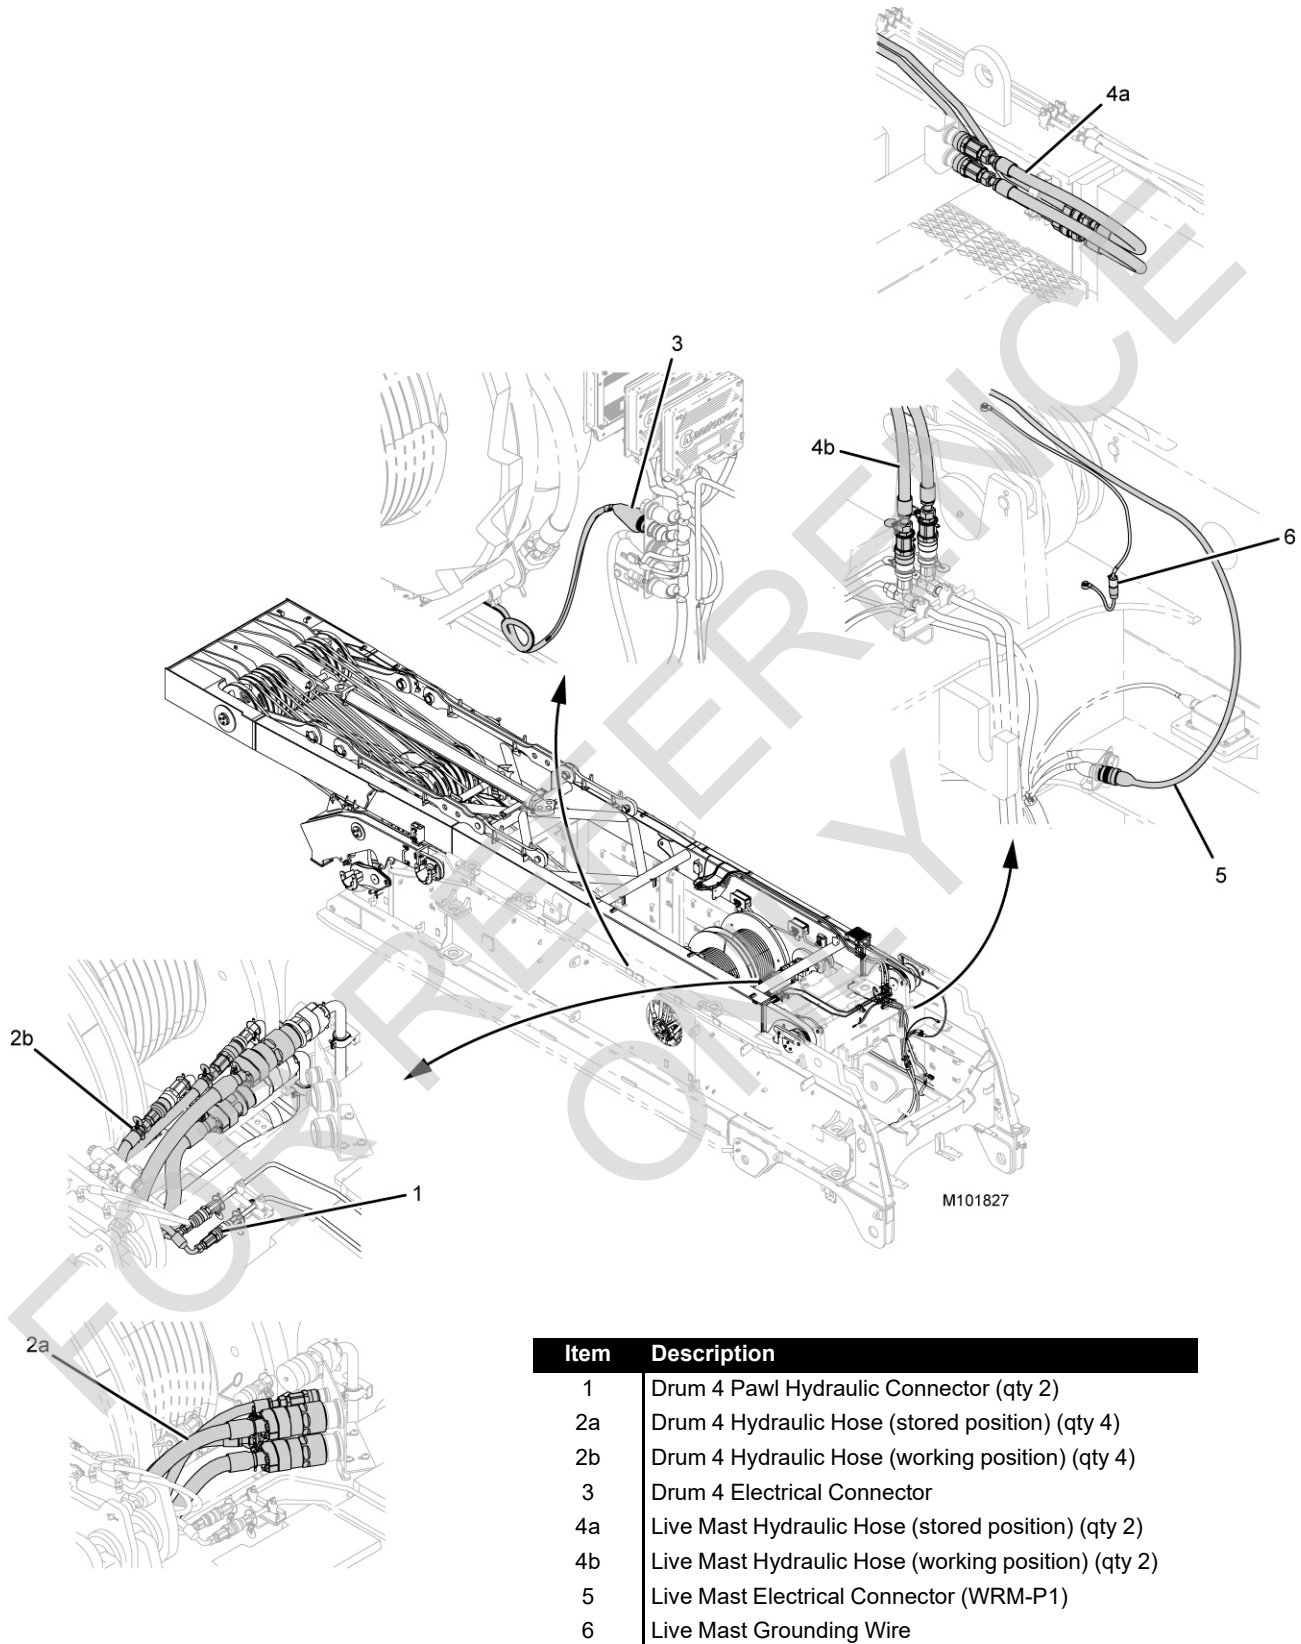 4a
3
4b
6
5
2b
1
M101827
2a
Item Description
1 Drum 4 Pawl Hydraulic Connector (qty 2)
2a Drum 4 Hydraulic Hose (stored position) (qty 4)
2b Drum 4 Hydraulic Hose (working position) (qty 4)
3 Drum 4 Electrical Connector
4a Live Mast Hydraulic Hose (stored position) (qty 2)
4b Live Mast Hydraulic Hose (working position) (qty 2)
5 Live Mast Electrical Connector (WRM-P1)
6 Live Mast Grounding Wire
FOR REFERENCE
ONLY